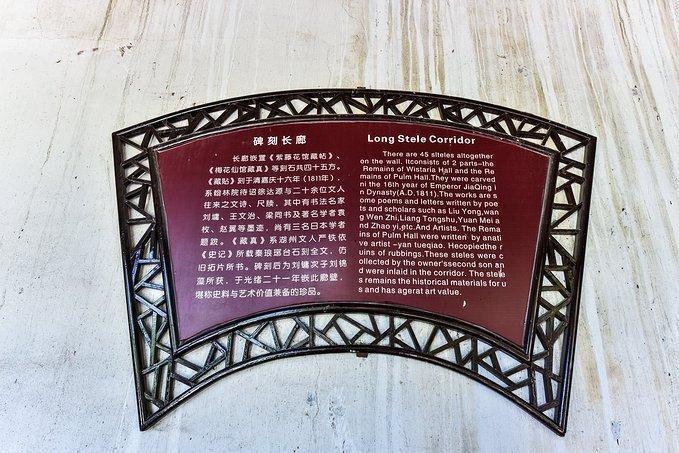 碑刻长廊
长廊嵌置《紫藤花馆藏帖》、
《梅花仙馆藏真》等刻石共四十五方。
《藏贴》刻于清嘉庆十六年（1811年），
系翰林院待诏徐达源与二十余位文人
往来之文诗、尺牍，其中有书法名家
刘墉、王文治、梁同书及著名学者袁
枚、赵翼等墨迹，尚有三名日本学者
题跋。《藏真》系湖州文人严铁依
《史记》所载秦琅琚台石刻全文，仿
旧拓片所书。碑刻后为刘镛次子刘锦
藻所获，于光绪二十一年嵌此廊壁，
堪称史料与艺术价值兼备的珍品。
Long Stele Corridor
There are 45 steles altogether
on the wall. Itconsists of 2 parts–the
Remains of Wistaria Hall and the Re
mains of Pulm Hall.They were carved
ni the 16th year of Emperor JiaQing i
n Dynasty(A.D,1811).The works are s
ome poems and letters written by poe
ts and scholars such as Liu Yong,wan
g Wen Zhi,Liang Tongshu,Yuan Mei a
nd Zhao yi,ptc.And Artists. The Rema
ins of Pulm Hall were written by anati
ve artist –yan tueqiao. Hecopiedthe r
uins of rubbings.These steles were c
ollected by the owner'ssecond son an
d were inlaid in the corridor. The stele
s remains the historical materials for u
s and has agerat art value.